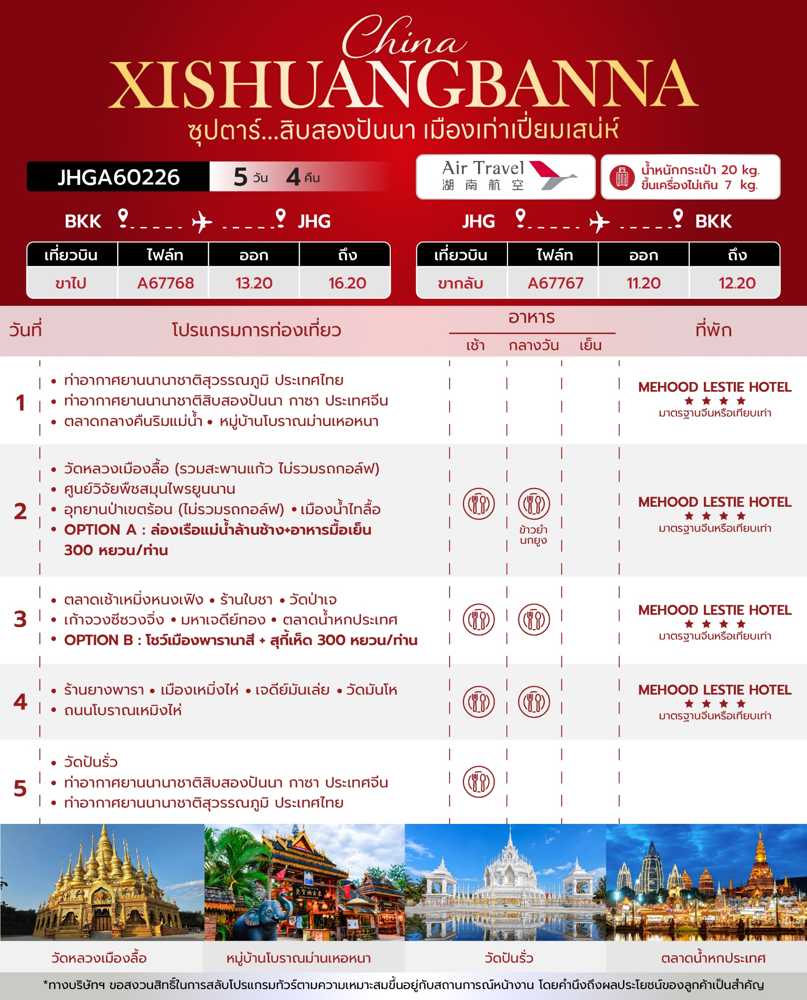 China
XISHUANGBANNA
ซุปตาร์...สิบสองปันนา เมืองเก่าเปี่ยมเสน่ห์
JHGA60226
5 วัน 4 คืน
Air Travel
湖南航空
น้ำหนักกระเป๋า 20 kg.
ขึ้นเครื่องไม่เกิน 7 kg.
BKK JHG
เที่ยวบิน ไฟล์ท ออก ถึง
ขาไป A67768 13.20 16.20
JHG BKK
เที่ยวบิน ไฟล์ท ออก ถึง
ขากลับ A67767 11.20 12.20
วันที่ โปรแกรมการท่องเที่ยว อาหาร ที่พัก
เช้า กลางวัน เย็น
1
• ท่าอากาศยานนานาชาติสุวรรณภูมิ ประเทศไทย
• ท่าอากาศยานนานาชาติสิบสองปันนา กาซา ประเทศจีน
• ตลาดกลางคืนริมแม่น้ำ • หมู่บ้านโบราณม่านเหอหนา
MEHOOD LESTIE HOTEL
★ ★ ★ ★
มาตรฐานจีนหรือเทียบเท่า
2
• วัดหลวงเมืองลื้อ (รวมสะพานแก้ว ไม่รวมรถกอล์ฟ)
• ศูนย์วิจัยพืชสมุนไพรยูนนาน
• อุทยานป่าเขตร้อน (ไม่รวมรถกอล์ฟ) • เมืองน้ำไทลื้อ
• OPTION A : ล่องเรือแม่น้ำล้านช้าง+อาหารมื้อเย็น
300 หยวน/ท่าน
ข้าวยำ
นกยูง
MEHOOD LESTIE HOTEL
★ ★ ★ ★
มาตรฐานจีนหรือเทียบเท่า
3
• ตลาดเช้าเหมิ่งหนงเฟิง • ร้านใบชา • วัดป่าเจ
• เก้าจวงซีซวงจิ่ง • มหาเจดีย์ทอง • ตลาดน้ำหกประเทศ
• OPTION B : โชว์เมืองพารานาสี + สุกี้เห็ด 300 หยวน/ท่าน
MEHOOD LESTIE HOTEL
★ ★ ★ ★
มาตรฐานจีนหรือเทียบเท่า
4
• ร้านยางพารา • เมืองเหมิ่งไห่ • เจดีย์มันเล่ย • วัดมันโห
• ถนนโบราณเหมิงไห่
MEHOOD LESTIE HOTEL
★ ★ ★ ★
มาตรฐานจีนหรือเทียบเท่า
5
• วัดปันรั่ว
• ท่าอากาศยานนานาชาติสิบสองปันนา กาซา ประเทศจีน
• ท่าอากาศยานนานาชาติสุวรรณภูมิ ประเทศไทย
曼贺纳古寨
วัดหลวงเมืองลื้อ
หมู่บ้านโบราณม่านเหอหนา
วัดปันรั่ว
ตลาดน้ำหกประเทศ
*ทางบริษัทฯ ขอสงวนสิทธิ์ในการสลับโปรแกรมทัวร์ตามความเหมาะสมขึ้นอยู่กับสถานการณ์หน้างาน โดยคำนึงถึงผลประโยชน์ของลูกค้าเป็นสำคัญ